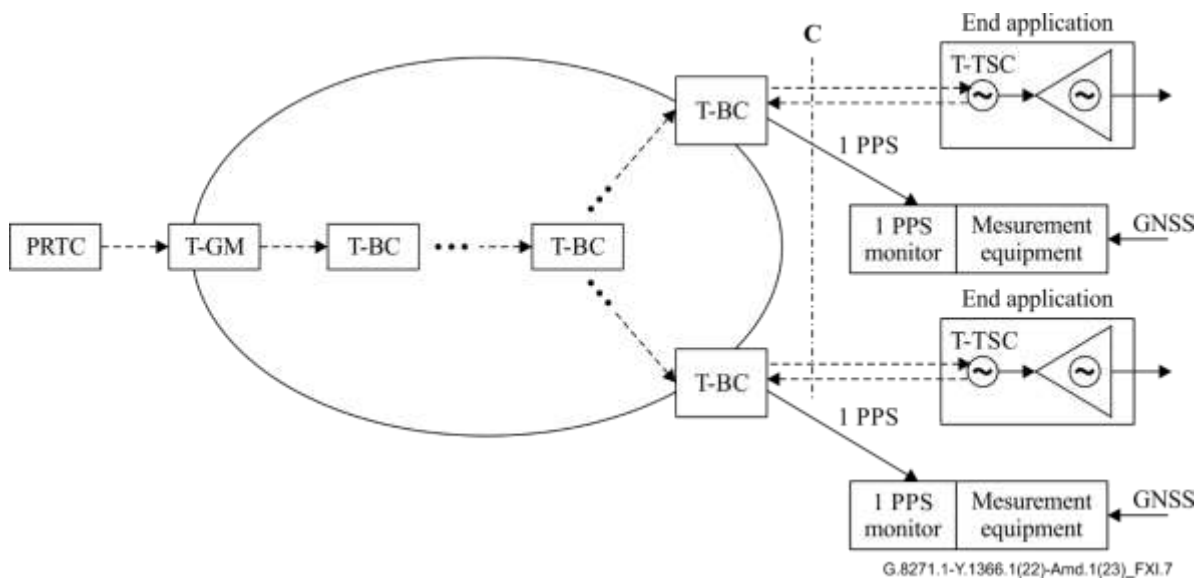 End application
C
T-TSC
T-BC
1 PPS
PRTC
T-GM
T-BC
T-BC
1 PPS
monitor
Mesurement
equipment
GNSS
End application
T-TSC
T-BC
1 PPS
1 PPS
monitor
Mesurement
equipment
GNSS
G.8271.1-Y.1366.1(22)-Amd.1(23)_FXI.7